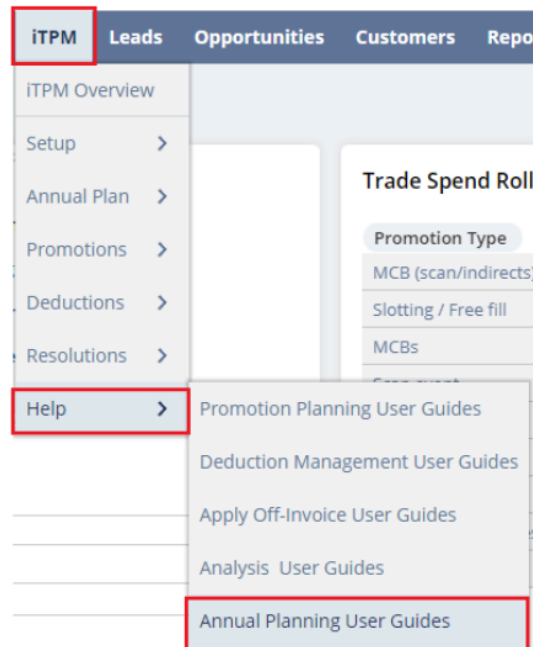 iTPM Leads Opportunities Customers Repo
iTPM Overview
Setup
Annual Plan
Promotions
Deductions
Resolutions
Help
Trade Spend Roll
Promotion Type
MCB (scan/indirects)
Slotting / Free fill
MCBs
Promotion Planning User Guides
Deduction Management User Guides
Apply Off-Invoice User Guides
Analysis User Guides
Annual Planning User Guides